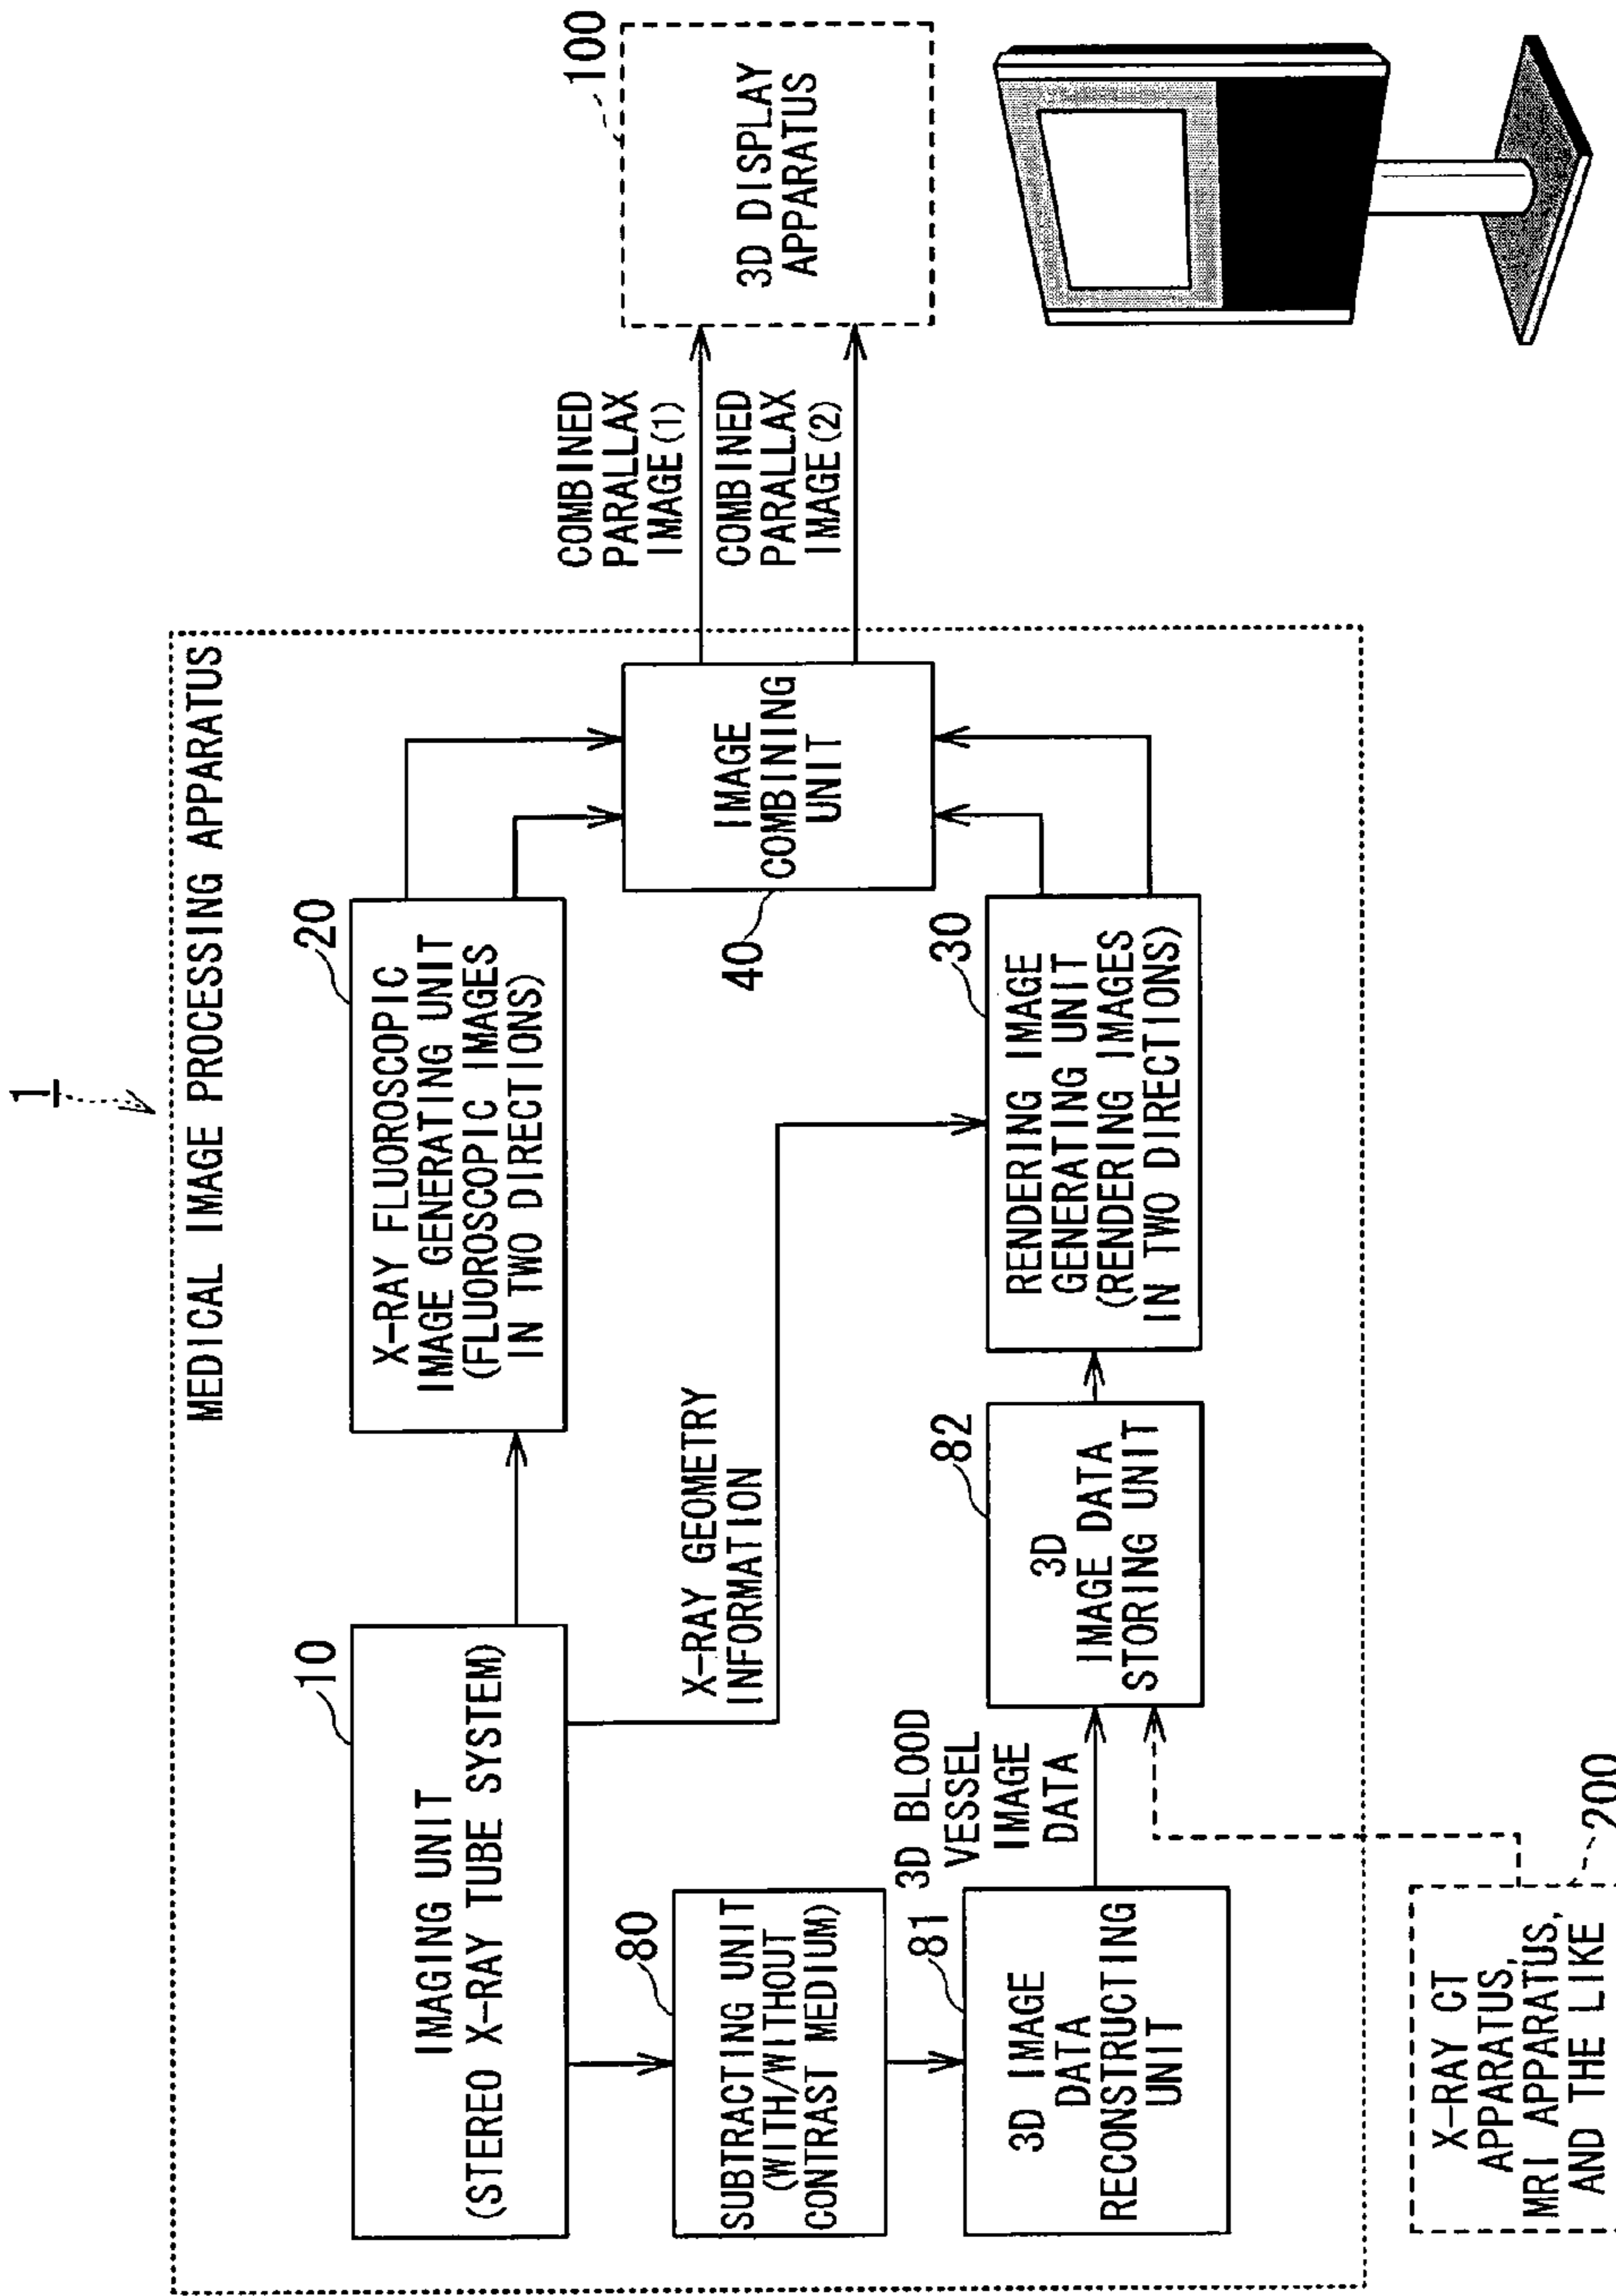 1
MEDICAL IMAGE PROCESSING APPARATUS
10
IMAGING UNIT
(STEREO X-RAY TUBE SYSTEM)
20
X-RAY FLUOROSCOPIC
IMAGE GENERATING UNIT
(FLUOROSCOPIC IMAGES
IN TWO DIRECTIONS)
X-RAY GEOMETRY
INFORMATION
80
SUBTRACTING UNIT
(WITH/WITHOUT
CONTRAST MEDIUM)
81
3D IMAGE
DATA
RECONSTRUCTING
UNIT
3D BLOOD
VESSEL
IMAGE
DATA
82
3D
IMAGE DATA
STORING UNIT
30
RENDERING IMAGE
GENERATING UNIT
(RENDERING IMAGES
IN TWO DIRECTIONS)
40
IMAGE
COMBINING
UNIT
COMBINED
PARALLAX
IMAGE(1)
COMBINED
PARALLAX
IMAGE(2)
100
3D DISPLAY
APPARATUS
200
X-RAY CT
APPARATUS,
MRI APPARATUS,
AND THE LIKE